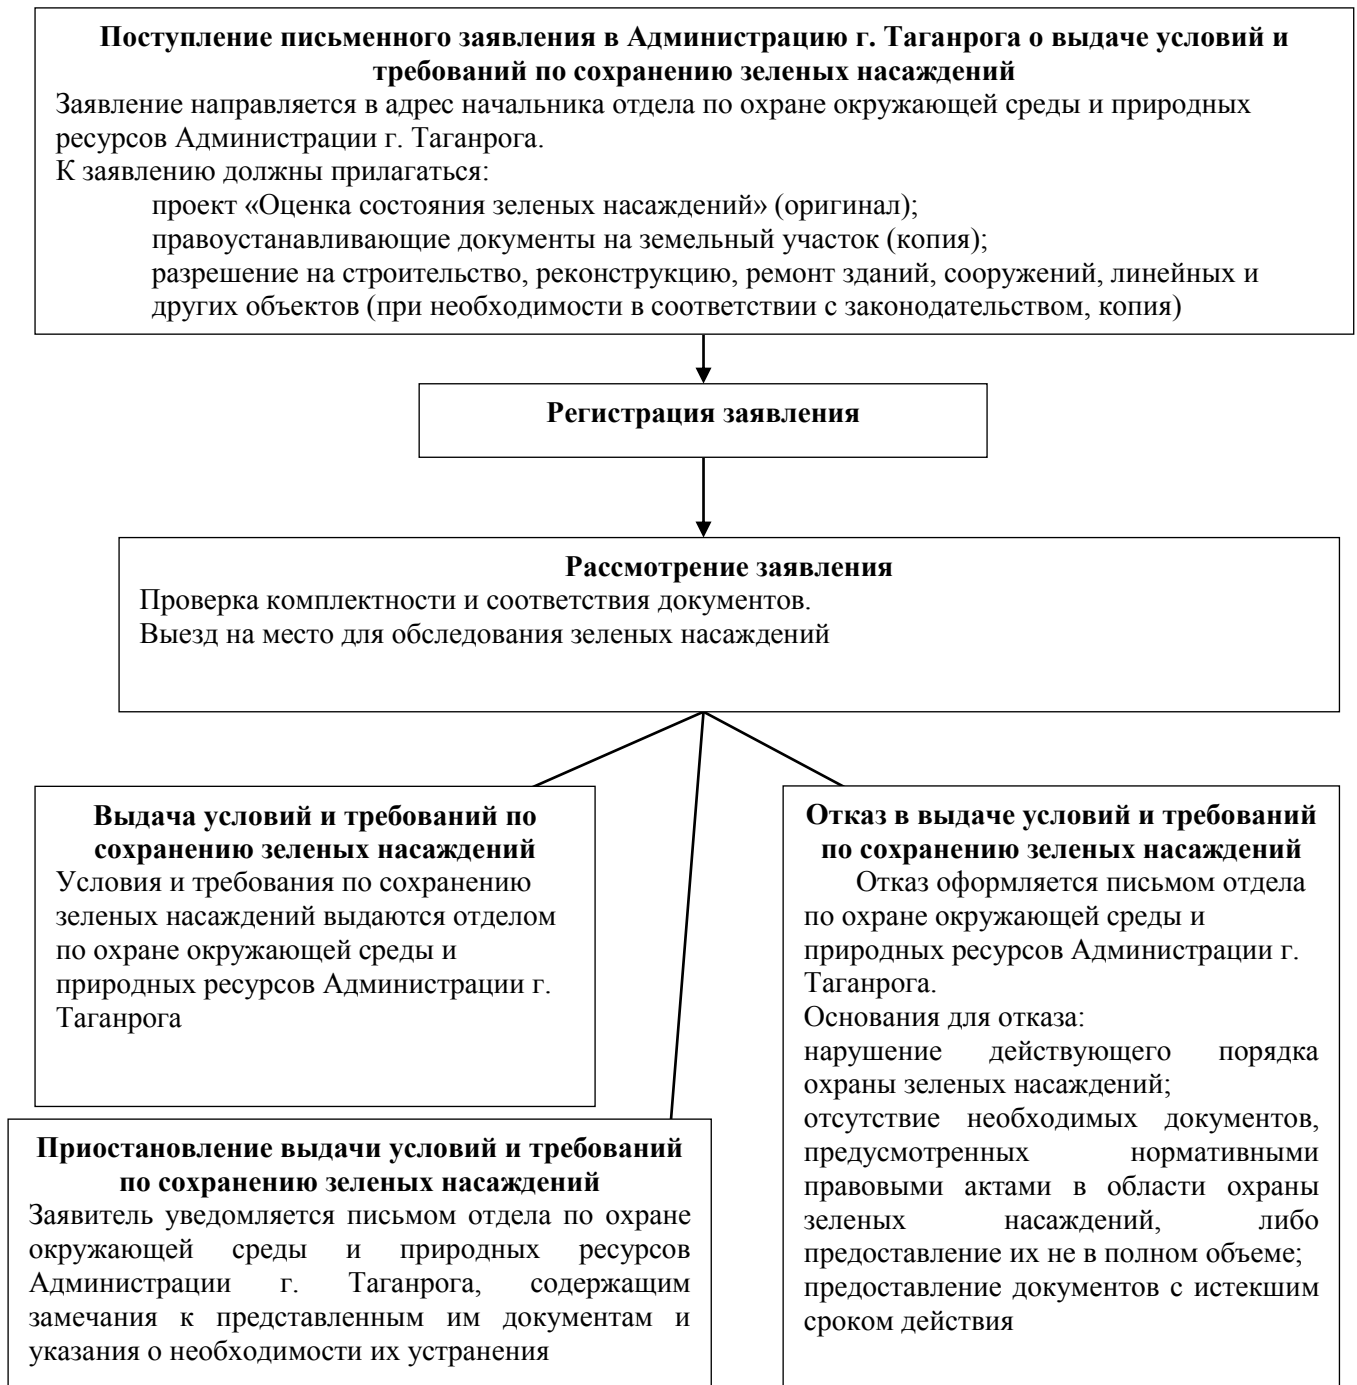 Поступление письменного заявления в Администрацию г. Таганрога о выдаче условий и
требований по сохранению зеленых насаждений
Заявление направляется в адрес начальника отдела по охране окружающей среды и природных
ресурсов Администрации г. Таганрога.
К заявлению должны прилагаться:
проект «Оценка состояния зеленых насаждений» (оригинал);
правоустанавливающие документы на земельный участок (копия);
разрешение на строительство, реконструкцию, ремонт зданий, сооружений, линейных и
других объектов (при необходимости в соответствии с законодательством, копия)
Регистрация заявления
Рассмотрение заявления
Проверка комплектности и соответствия документов.
Выезд на место для обследования зеленых насаждений
Выдача условий и требований по
сохранению зеленых насаждений
Условия и требования по сохранению
зеленых насаждений выдаются отделом
по охране окружающей среды и
природных ресурсов Администрации г.
Таганрога
Приостановление выдачи условий и требований
по сохранению зеленых насаждений
Заявитель уведомляется письмом отдела по охране
окружающей среды и природных ресурсов
Администрации г. Таганрога, содержащим
замечания к представленным им документам и
указания о необходимости их устранения
Отказ в выдаче условий и требований
по сохранению зеленых насаждений
Отказ оформляется письмом отдела
по охране окружающей среды и
природных ресурсов Администрации г.
Таганрога.
Основания для отказа:
нарушение действующего порядка
охраны зеленых насаждений;
отсутствие необходимых документов,
предусмотренных нормативными
правовыми актами в области охраны
зеленых насаждений, либо
предоставление их не в полном объеме;
предоставление документов с истекшим
сроком действия